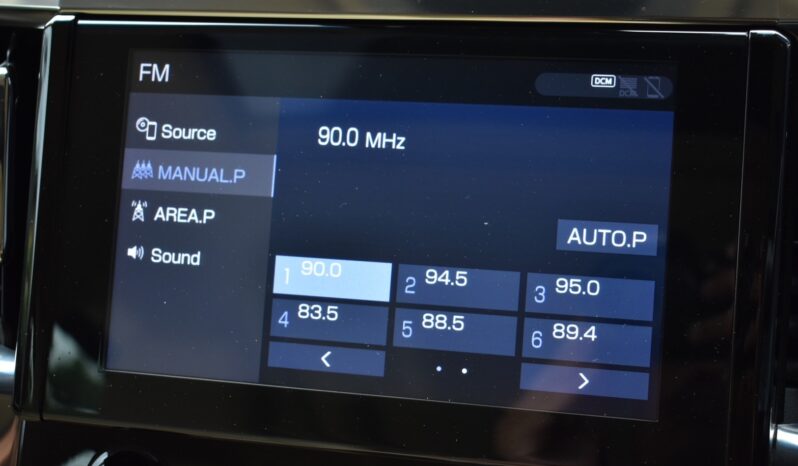 FM
DCM
DCM
Source
90.0 MHz
MANUAL.P
AREA.P
AUTO.P
Sound
1 90.0
2 94.5
3 95.0
4 83.5
5 88.5
6 89.4
<
>